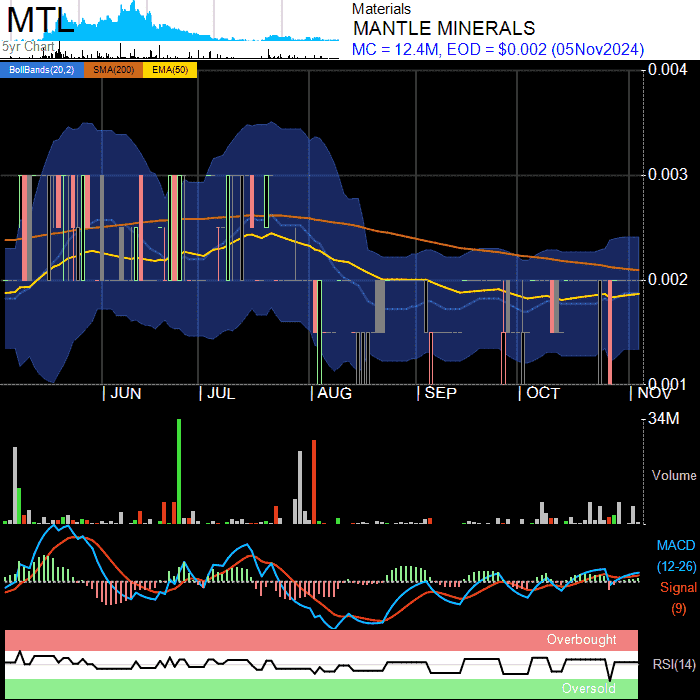 MTL
5yr Chart
Materials
MANTLE MINERALS
MC = 12.4M, EOD = $0.002 (05Nov2024)
BollBands(20,2) SMA(200) EMA(50)
0.004
0.003
0.002
0.001
JUN JUL AUG SEP OCT NOV
34M
Volume
MACD
(12-26)
Signal
(9)
Overbought
RSI(14)
Oversold